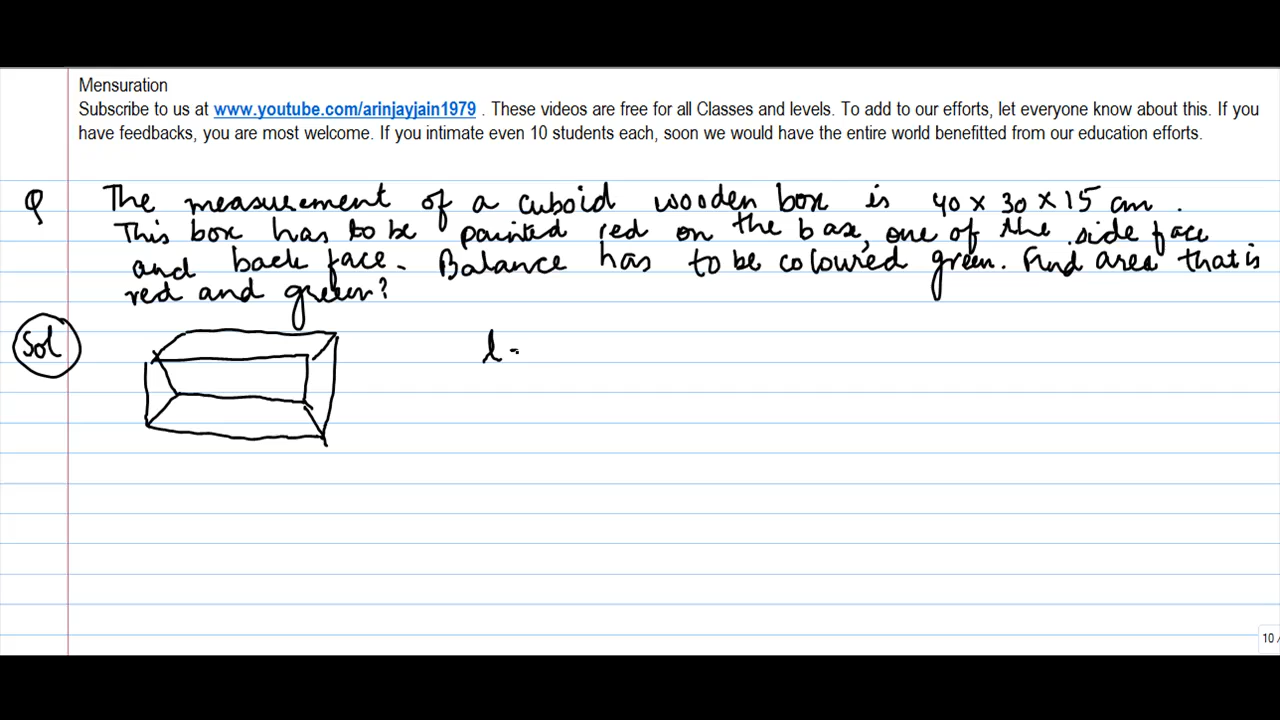 Mensuration
Subscribe to us at www.youtube.com/arinjayjain1979 . These videos are free for all Classes and levels. To add to our efforts, let everyone know about this. If you
have feedbacks, you are most welcome. If you intimate even 10 students each, soon we would have the entire world benefitted from our education efforts.
Q The measurement of a cuboid wooden box is 40 x 30 x 15 cm .
This box has to be painted red on the base, one of the side face
and back face. Balance has to be coloured green. Find area that is
red and green?
Sol l -
10 /